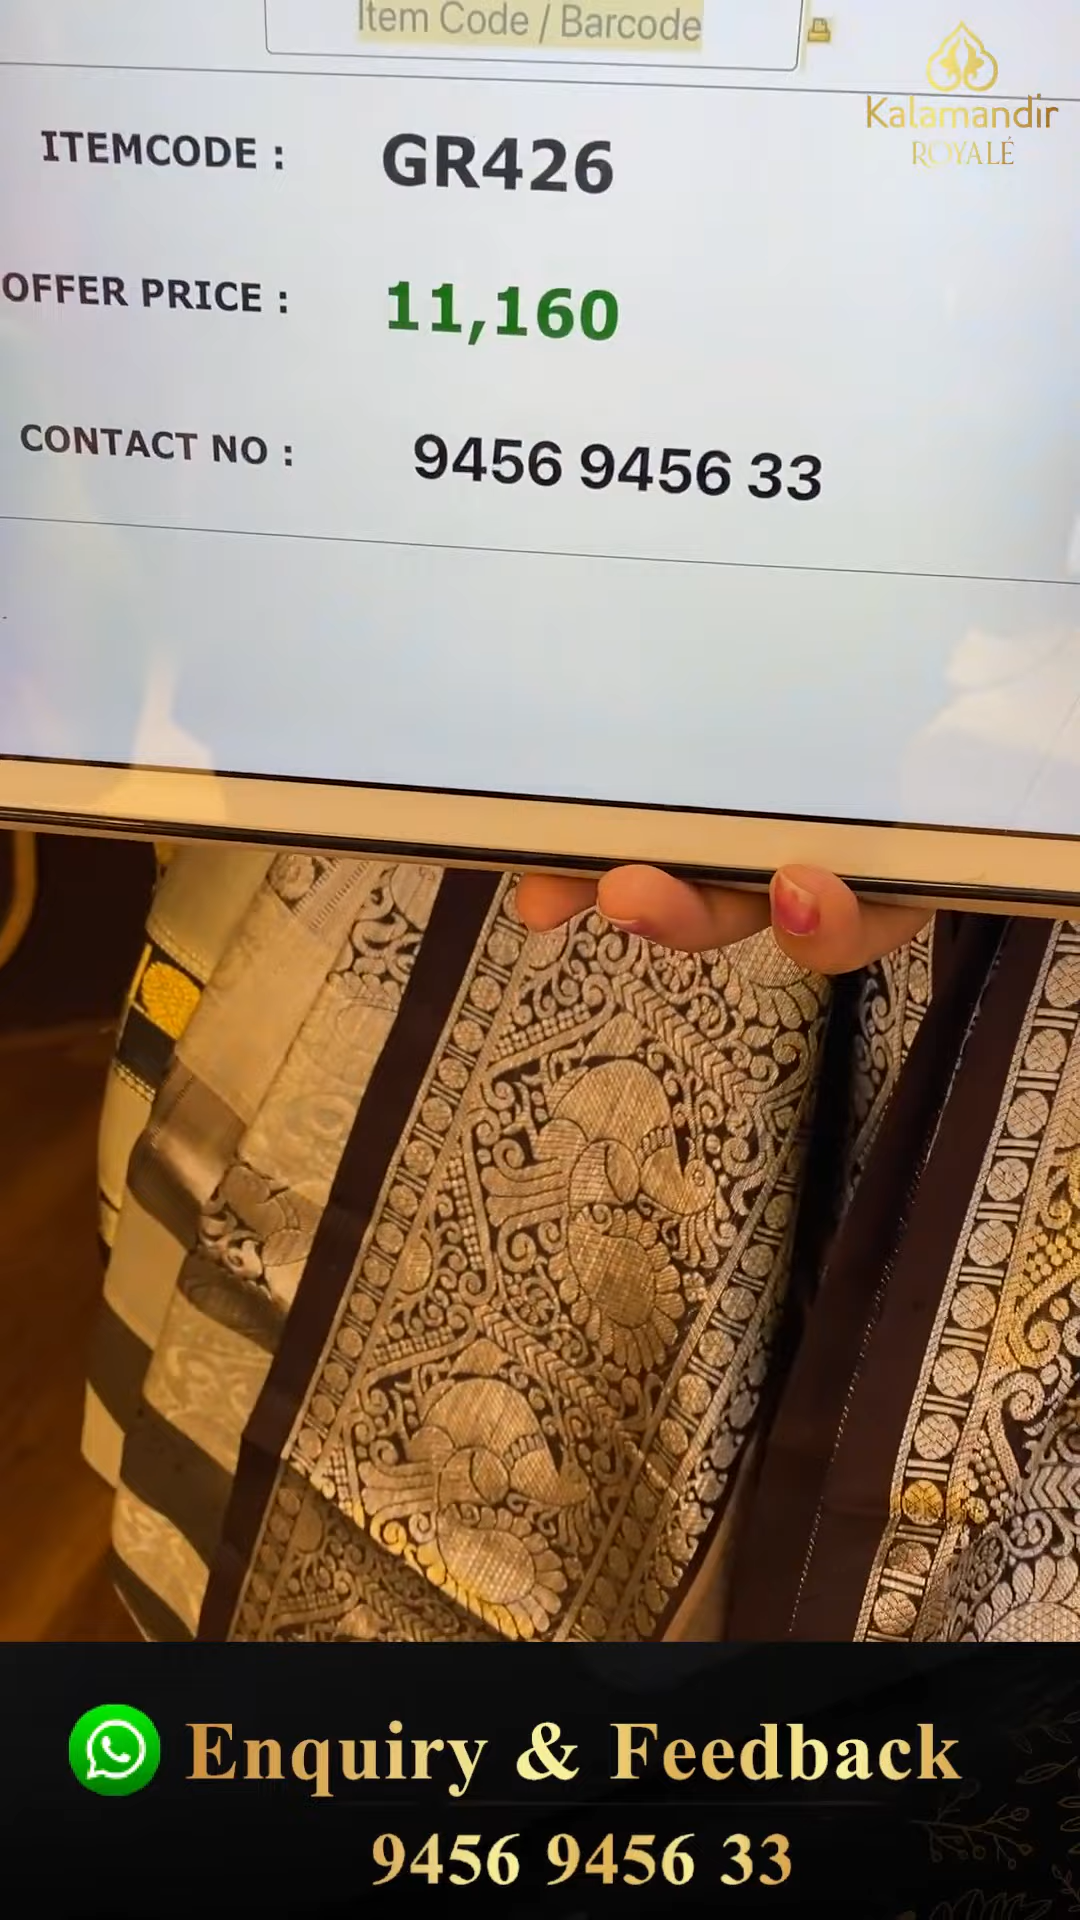 Item Code / Barcode
Kalamandir
ROYALÉ
ITEMCODE : GR426
OFFER PRICE : 11,160
CONTACT NO : 9456 9456 33
Enquiry & Feedback
9456 9456 33